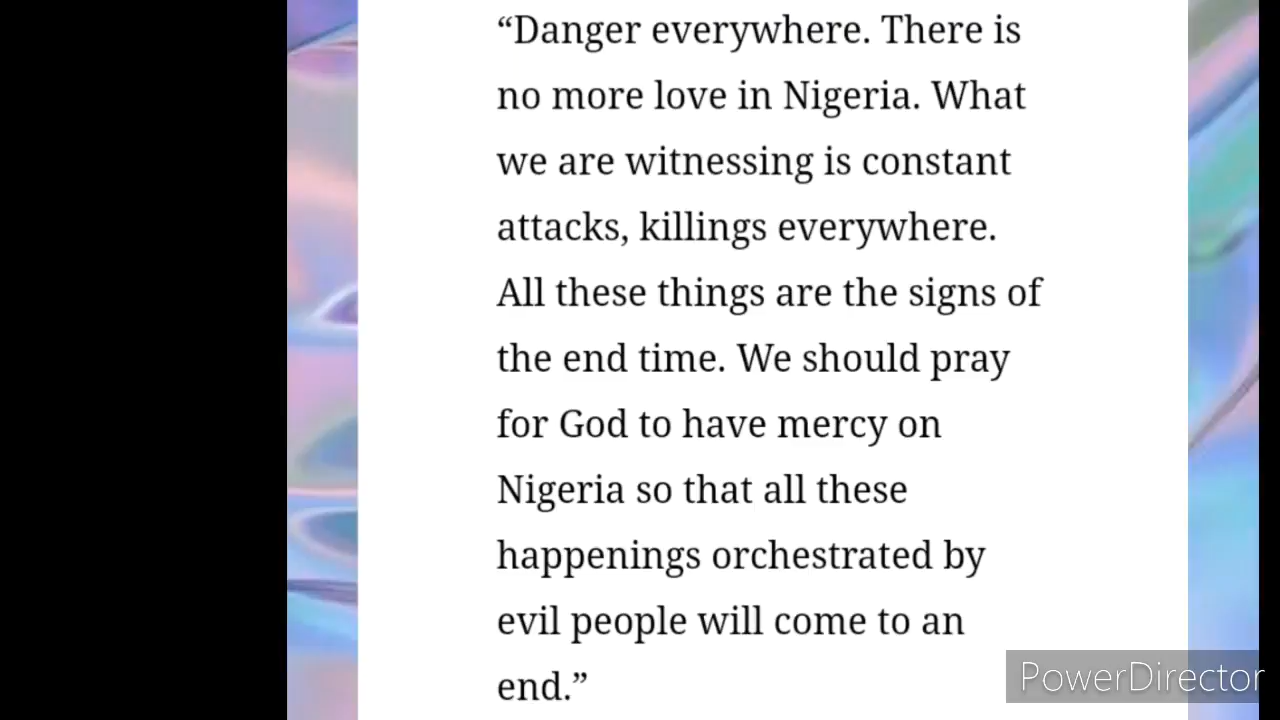 “Danger everywhere. There is
no more love in Nigeria. What
we are witnessing is constant
attacks, killings everywhere.
All these things are the signs of
the end time. We should pray
for God to have mercy on
Nigeria so that all these
happenings orchestrated by
evil people will come to an
end.”
PowerDirector